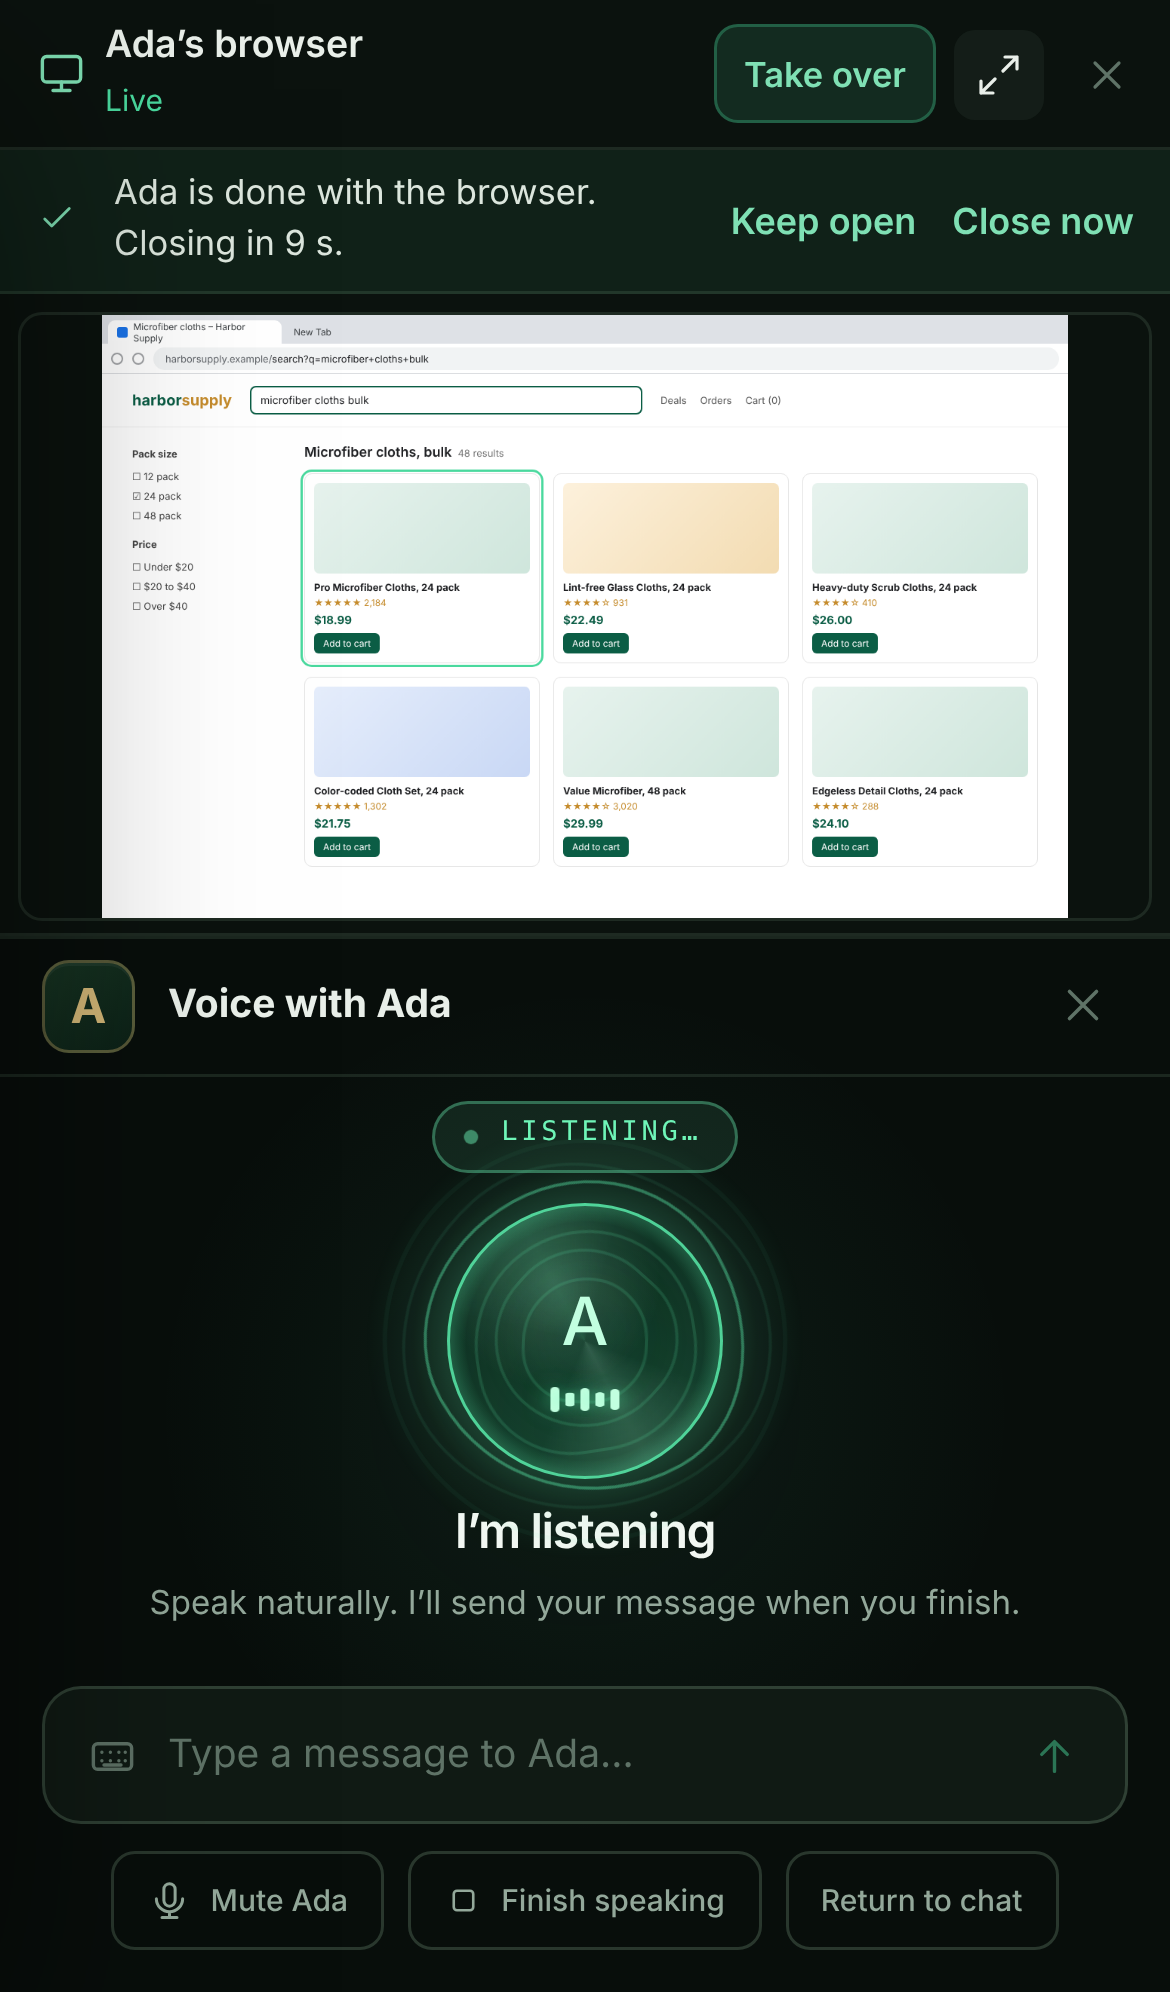 Ada’s browser
Live
Take over
Ada is done with the browser.
Closing in 9 s.
Keep open
Close now
Microfiber cloths – Harbor
Supply
New Tab
harborsupply.example/search?q=microfiber+cloths+bulk
harborsupply
microfiber cloths bulk
Deals
Orders
Cart (0)
Pack size
12 pack
24 pack
48 pack
Price
Under $20
$20 to $40
Over $40
Microfiber cloths, bulk 48 results
Pro Microfiber Cloths, 24 pack
★★★★★ 2,184
$18.99
Add to cart
Lint-free Glass Cloths, 24 pack
★★★★☆ 931
$22.49
Add to cart
Heavy-duty Scrub Cloths, 24 pack
★★★★☆ 410
$26.00
Add to cart
Color-coded Cloth Set, 24 pack
★★★★★ 1,302
$21.75
Add to cart
Value Microfiber, 48 pack
★★★★☆ 3,020
$29.99
Add to cart
Edgeless Detail Cloths, 24 pack
★★★★☆ 288
$24.10
Add to cart
A
Voice with Ada
LISTENING…
A
I’m listening
Speak naturally. I’ll send your message when you finish.
Type a message to Ada...
Mute Ada
Finish speaking
Return to chat